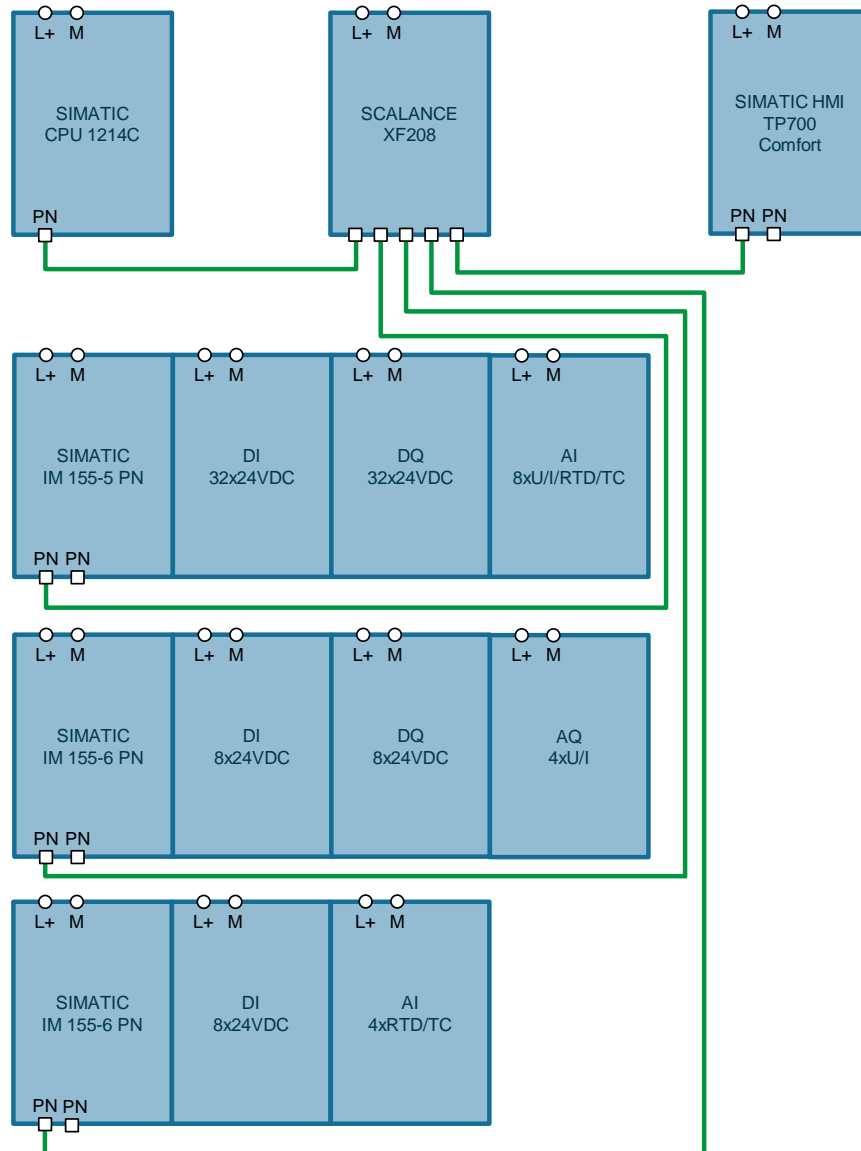 L+ M
L+ M
L+ M
SIMATIC
CPU 1214C
SCALANCE
XF208
SIMATIC HMI
TP700
Comfort
PN
PN PN
L+ M
L+ M
L+ M
L+ M
SIMATIC
IM 155-5 PN
DI
32x24VDC
DQ
32x24VDC
AI
8xU/I/RTD/TC
PN PN
L+ M
L+ M
L+ M
L+ M
SIMATIC
IM 155-6 PN
DI
8x24VDC
DQ
8x24VDC
AQ
4xU/I
PN PN
L+ M
L+ M
L+ M
SIMATIC
IM 155-6 PN
DI
8x24VDC
AI
4xRTD/TC
PN PN